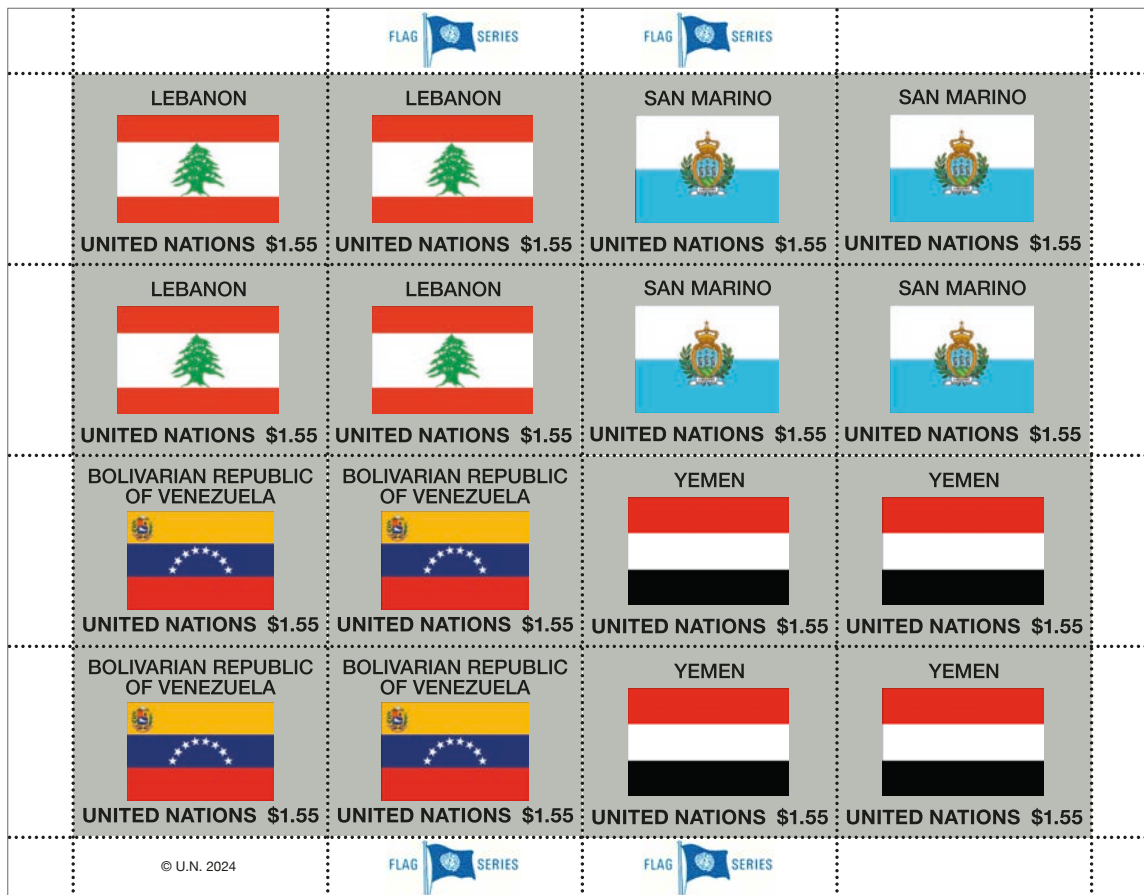 FLAG SERIES FLAG SERIES
LEBANON LEBANON SAN MARINO SAN MARINO
UNITED NATIONS $1.55 UNITED NATIONS $1.55 UNITED NATIONS $1.55 UNITED NATIONS $1.55
LEBANON LEBANON SAN MARINO SAN MARINO
UNITED NATIONS $1.55 UNITED NATIONS $1.55 UNITED NATIONS $1.55 UNITED NATIONS $1.55
BOLIVARIAN REPUBLIC BOLIVARIAN REPUBLIC YEMEN YEMEN
OF VENEZUELA OF VENEZUELA
UNITED NATIONS $1.55 UNITED NATIONS $1.55 UNITED NATIONS $1.55 UNITED NATIONS $1.55
BOLIVARIAN REPUBLIC BOLIVARIAN REPUBLIC YEMEN YEMEN
OF VENEZUELA OF VENEZUELA
UNITED NATIONS $1.55 UNITED NATIONS $1.55 UNITED NATIONS $1.55 UNITED NATIONS $1.55
© U.N. 2024 FLAG SERIES FLAG SERIES